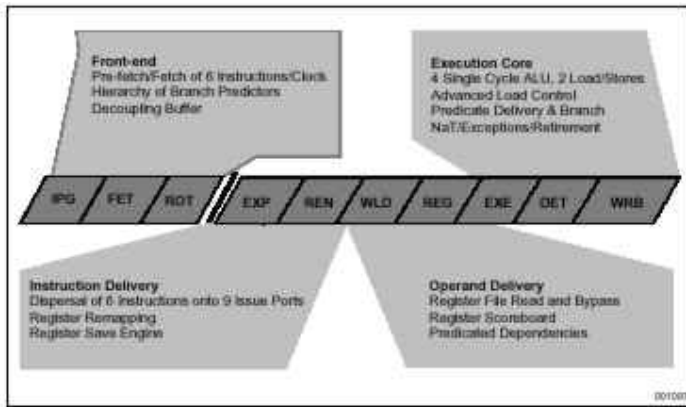 Front-end
Pre-fetch/Fetch of 6 Instructions/Clock
Hierarchy of Branch Predictors
Decoupling Buffer
Execution Core
4 Single Cycle ALU, 2 Load/Stores
Advanced Load Control
Predicate Delivery & Branch
NaT/Exceptions/Retirement
IPG FET ROT EXP REN WLD REG EXE DET WRB
Instruction Delivery
Dispersal of 6 Instructions onto 9 Issue Ports
Register Remapping
Register Save Engine
Operand Delivery
Register File Read and Bypass
Register Scoreboard
Predicated Dependencies